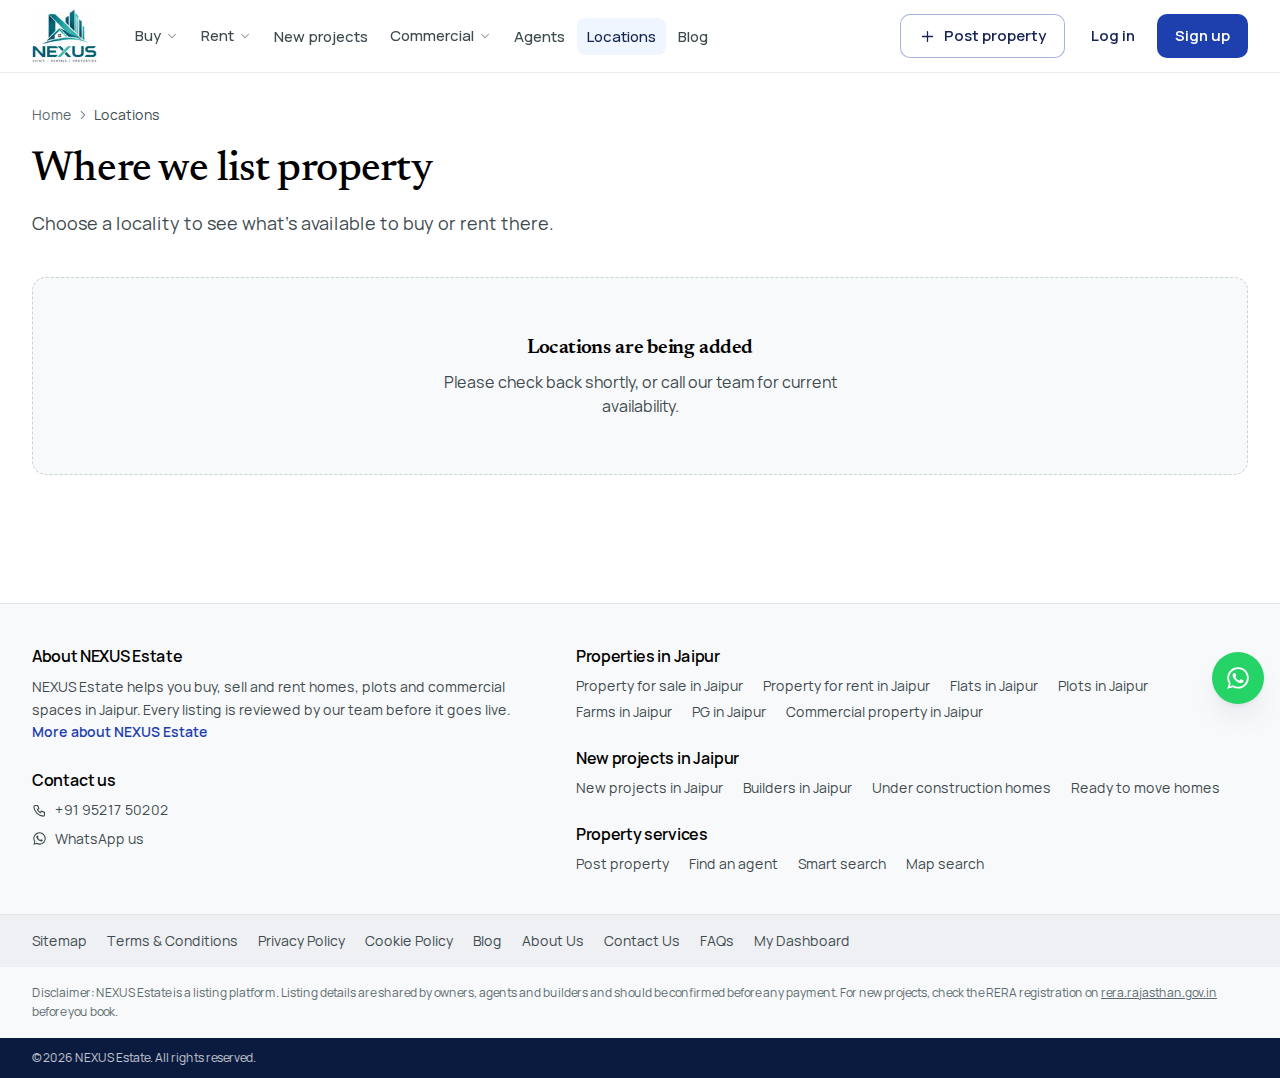 NEXUS
Buy
Rent
New projects
Commercial
Agents
Locations
Blog
Post property
Log in
Sign up
Home > Locations
Where we list property
Choose a locality to see what's available to buy or rent there.
Locations are being added
Please check back shortly, or call our team for current
availability.
About NEXUS Estate
NEXUS Estate helps you buy, sell and rent homes, plots and commercial
spaces in Jaipur. Every listing is reviewed by our team before it goes live.
More about NEXUS Estate
Contact us
+91 95217 50202
WhatsApp us
Properties in Jaipur
Property for sale in Jaipur Property for rent in Jaipur Flats in Jaipur Plots in Jaipur
Farms in Jaipur PG in Jaipur Commercial property in Jaipur
New projects in Jaipur
New projects in Jaipur Builders in Jaipur Under construction homes Ready to move homes
Property services
Post property Find an agent Smart search Map search
Sitemap Terms & Conditions Privacy Policy Cookie Policy Blog About Us Contact Us FAQs My Dashboard
Disclaimer: NEXUS Estate is a listing platform. Listing details are shared by owners, agents and builders and should be confirmed before any payment. For new projects, check the RERA registration on rera.rajasthan.gov.in
before you book.
© 2026 NEXUS Estate. All rights reserved.